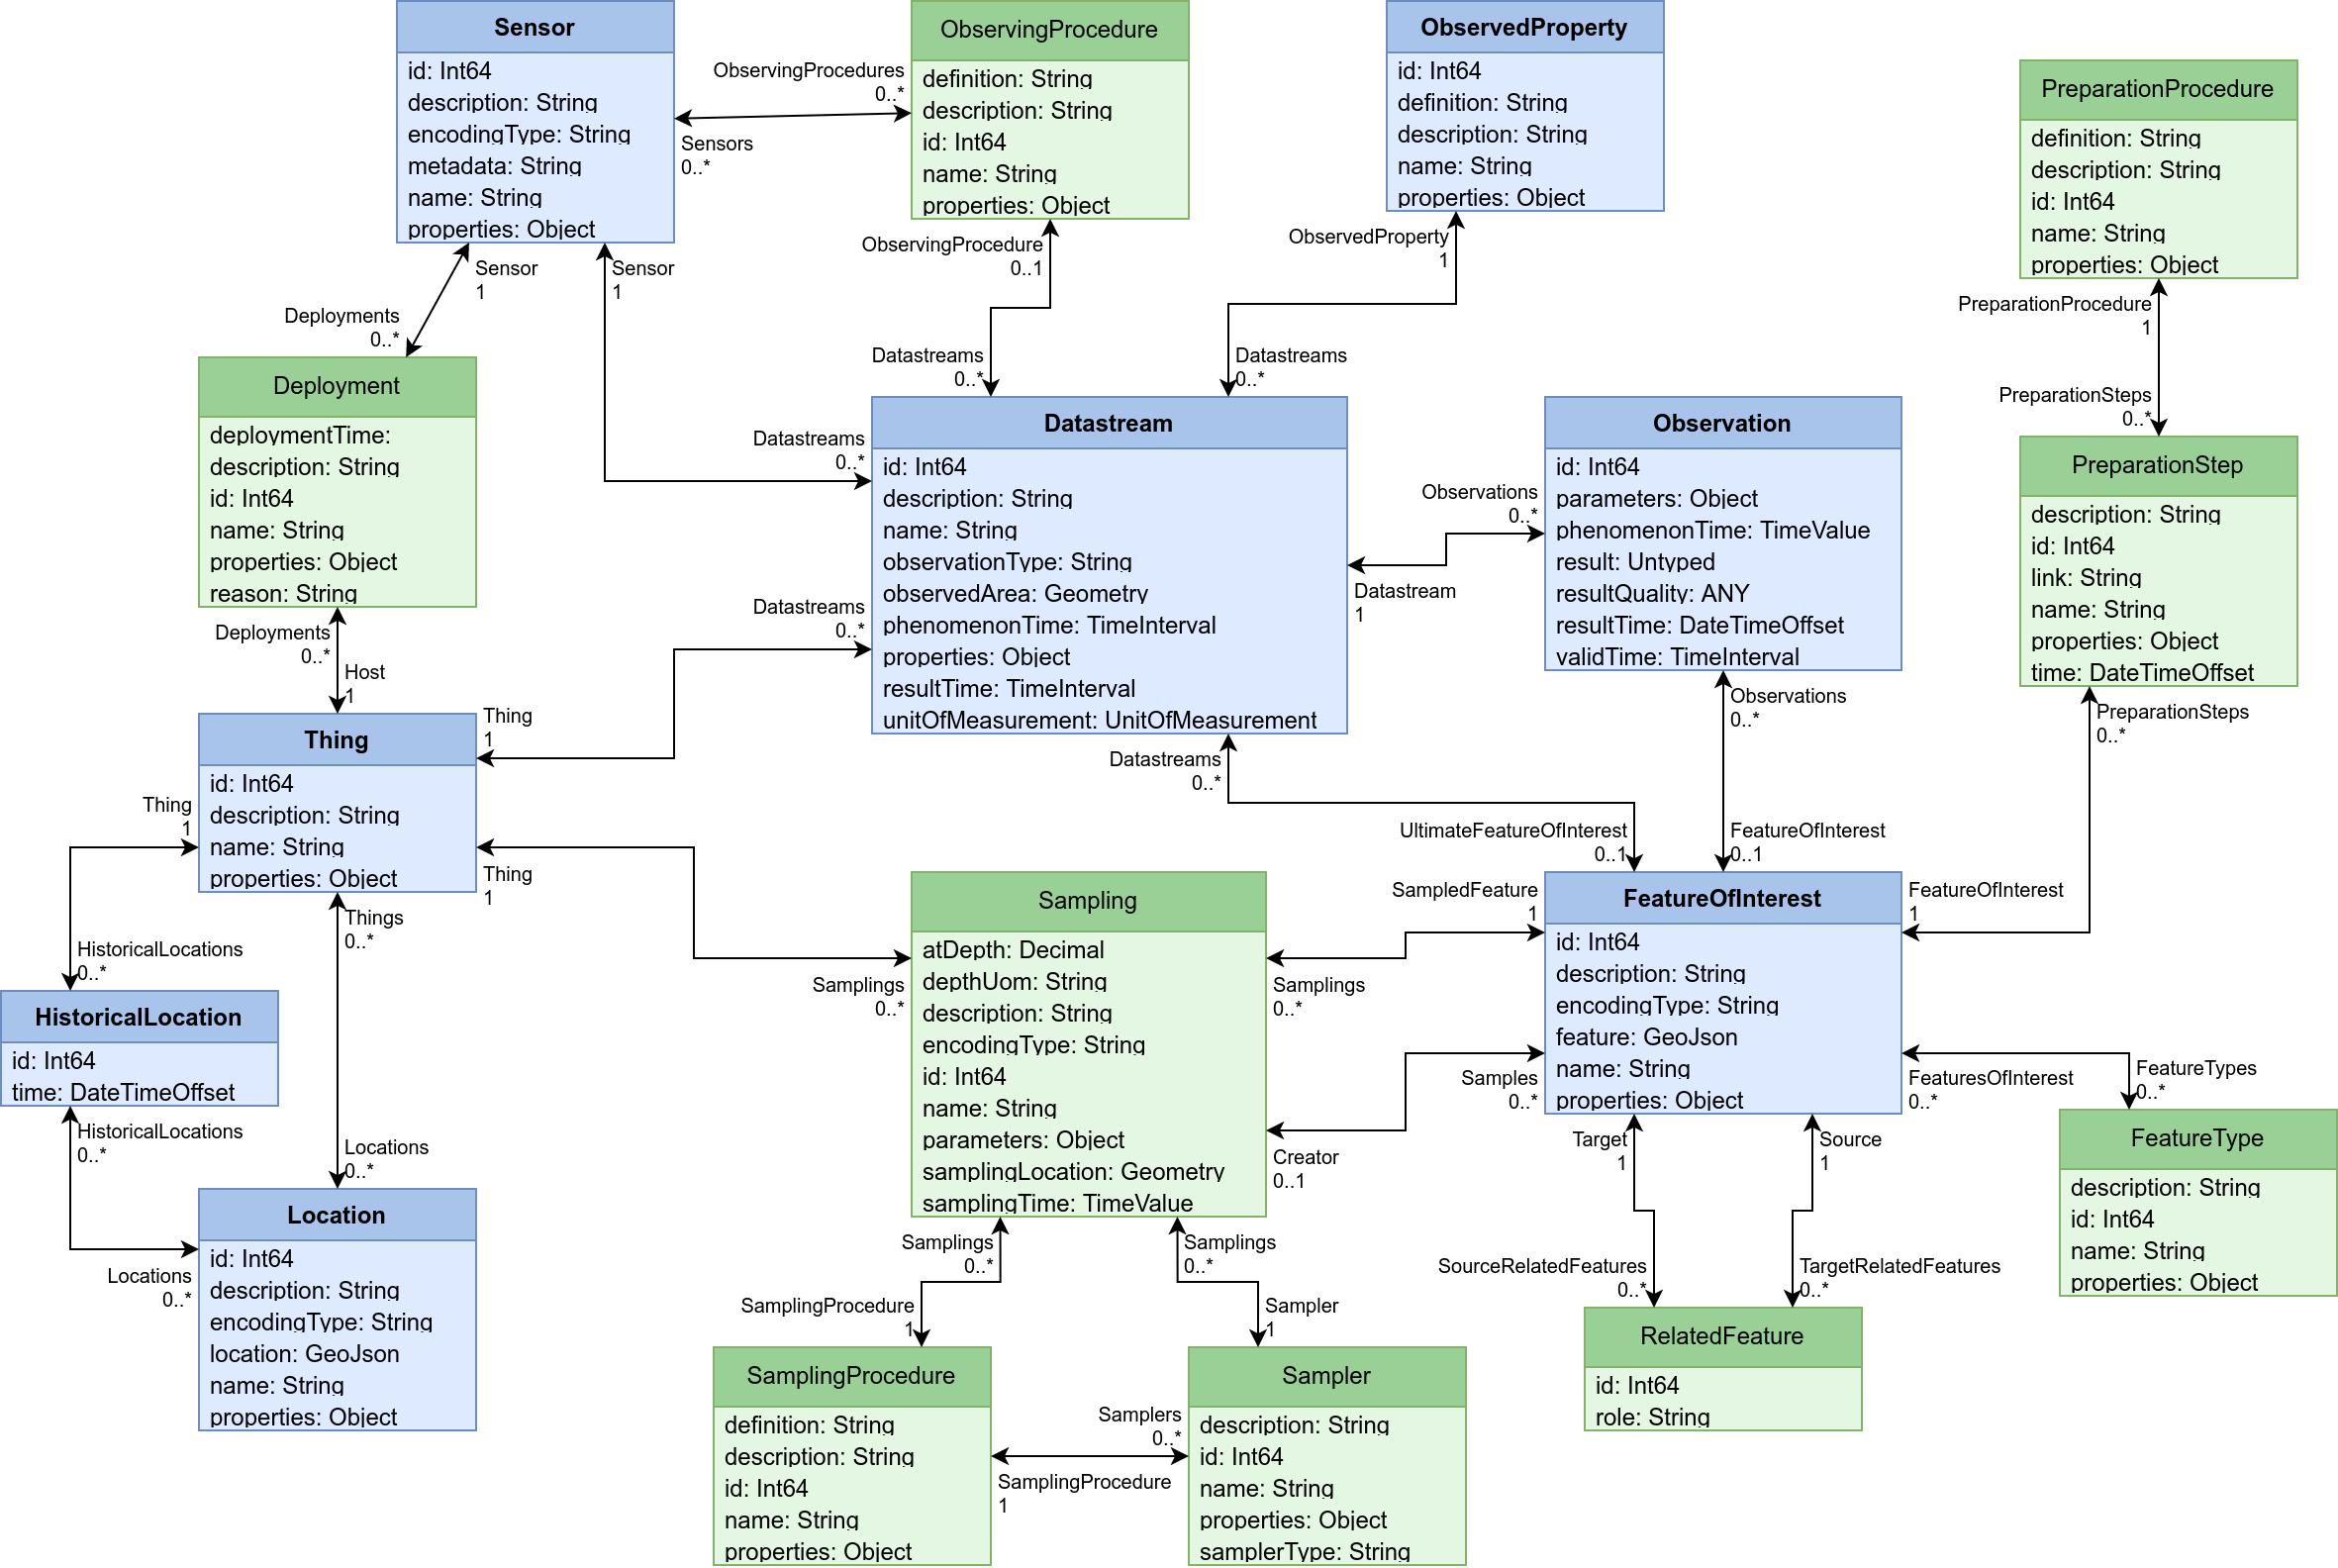 Sensor
id: Int64
description: String
encodingType: String
metadata: String
name: String
properties: Object
ObservingProcedures
0..*
Sensors
0..*
ObservingProcedure
definition: String
description: String
id: Int64
name: String
properties: Object
ObservedProperty
id: Int64
definition: String
description: String
name: String
properties: Object
PreparationProcedure
definition: String
description: String
id: Int64
name: String
properties: Object
Sensor
1
Sensor
1
Deployments
0..*
ObservingProcedure
0..1
ObservedProperty
1
Datastreams
0..*
Datastreams
0..*
PreparationProcedure
1
PreparationSteps
0..*
Deployment
deploymentTime:
description: String
id: Int64
name: String
properties: Object
reason: String
Datastreams
0..*
Datastreams
0..*
Datastream
id: Int64
description: String
name: String
observationType: String
observedArea: Geometry
phenomenonTime: TimeInterval
properties: Object
resultTime: TimeInterval
unitOfMeasurement: UnitOfMeasurement
Observations
0..*
Datastream
1
Observation
id: Int64
parameters: Object
phenomenonTime: TimeValue
result: Untyped
resultQuality: ANY
resultTime: DateTimeOffset
validTime: TimeInterval
PreparationStep
description: String
id: Int64
link: String
name: String
properties: Object
time: DateTimeOffset
Deployments
0..*
Host
1
Thing
id: Int64
description: String
name: String
properties: Object
Thing
1
Thing
1
Thing
1
Datastreams
0..*
UltimateFeatureOfInterest
0..1
Observations
0..*
FeatureOfInterest
0..1
PreparationSteps
0..*
FeatureOfInterest
1
Things
0..*
HistoricalLocations
0..*
HistoricalLocation
id: Int64
time: DateTimeOffset
HistoricalLocations
0..*
Locations
0..*
Locations
0..*
Location
id: Int64
description: String
encodingType: String
location: GeoJson
name: String
properties: Object
Samplings
0..*
Sampling
atDepth: Decimal
depthUom: String
description: String
encodingType: String
id: Int64
name: String
parameters: Object
samplingLocation: Geometry
samplingTime: TimeValue
SampledFeature
1
Samplings
0..*
Samples
0..*
Creator
0..1
FeatureOfInterest
id: Int64
description: String
encodingType: String
feature: GeoJson
name: String
properties: Object
FeaturesOfInterest
0..*
FeatureTypes
0..*
FeatureType
description: String
id: Int64
name: String
properties: Object
Target
1
Source
1
SourceRelatedFeatures
0..*
TargetRelatedFeatures
0..*
RelatedFeature
id: Int64
role: String
Samplings
0..*
Samplings
0..*
SamplingProcedure
1
Sampler
1
SamplingProcedure
definition: String
description: String
id: Int64
name: String
properties: Object
Samplers
0..*
SamplingProcedure
1
Sampler
description: String
id: Int64
name: String
properties: Object
samplerType: String